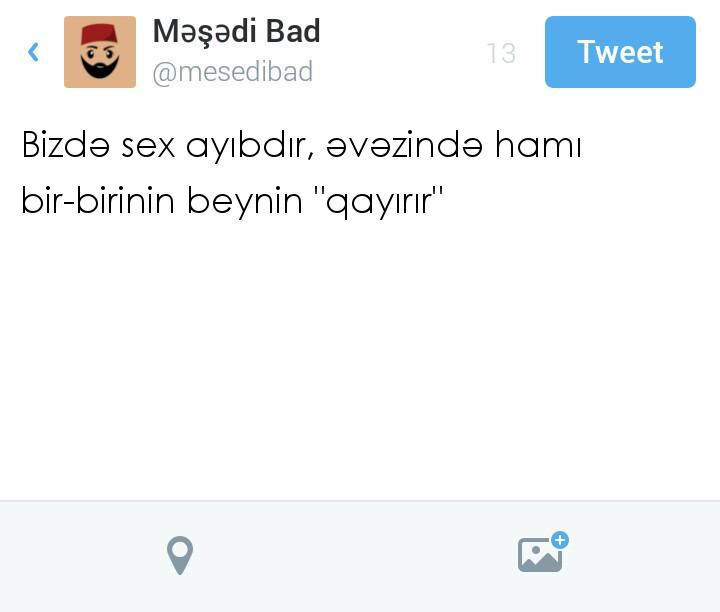 Məşədi Bad
@mesedibad
13
Tweet
Bizdə sex ayıbdır, əvəzində hamı
bir-birinin beynin "qayırır"